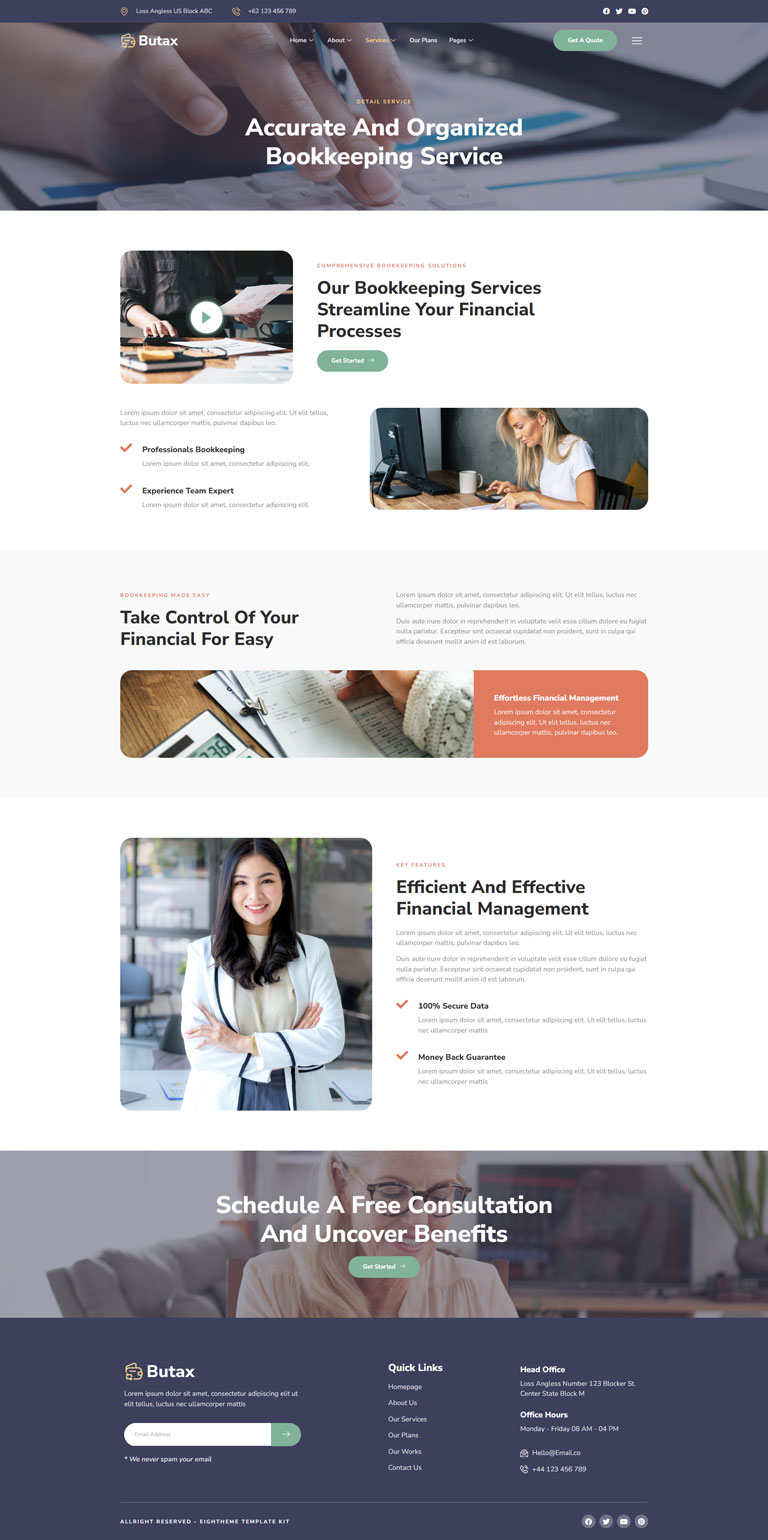 Loss Angless US Block ABC
+62 123 456 789
Butax
Home
About
Services
Our Plans
Pages
Get A Quote
DETAIL SERVICE
Accurate And Organized
Bookkeeping Service
COMPREHENSIVE BOOKKEEPING SOLUTIONS
Our Bookkeeping Services
Streamline Your Financial
Processes
Get Started
Lorem ipsum dolor sit amet, consectetur adipiscing elit. Ut elit tellus,
luctus nec ullamcorper mattis, pulvinar dapibus leo.
Professionals Bookkeeping
Lorem ipsum dolor sit amet, consectetur adipiscing elit.
Experience Team Expert
Lorem ipsum dolor sit amet, consectetur adipiscing elit.
BOOKKEEPING MADE EASY
Take Control Of Your
Financial For Easy
Lorem ipsum dolor sit amet, consectetur adipiscing elit. Ut elit tellus, luctus nec
ullamcorper mattis, pulvinar dapibus leo.
Duis aute irure dolor in reprehenderit in voluptate velit esse cillum dolore eu fugiat
nulla pariatur. Excepteur sint occaecat cupidatat non proident, sunt in culpa qui
officia deserunt mollit anim id est laborum.
Effortless Financial Management
Lorem ipsum dolor sit amet, consectetur
adipiscing elit. Ut elit tellus, luctus nec
ullamcorper mattis, pulvinar dapibus leo.
KEY FEATURES
Efficient And Effective
Financial Management
Lorem ipsum dolor sit amet, consectetur adipiscing elit. Ut elit tellus, luctus nec
ullamcorper mattis, pulvinar dapibus leo.
Duis aute irure dolor in reprehenderit in voluptate velit esse cillum dolore eu fugiat
nulla pariatur. Excepteur sint occaecat cupidatat non proident, sunt in culpa qui
officia deserunt mollit anim id est laborum.
100% Secure Data
Lorem ipsum dolor sit amet, consectetur adipiscing elit. Ut elit tellus, luctus
nec ullamcorper mattis
Money Back Guarantee
Lorem ipsum dolor sit amet, consectetur adipiscing elit. Ut elit tellus, luctus
nec ullamcorper mattis
Schedule A Free Consultation
And Uncover Benefits
Get Started
Butax
Lorem ipsum dolor sit amet, consectetur adipiscing elit ut
elit tellus, luctus nec ullamcorper mattis
Email Address
* We never spam your email
Quick Links
Homepage
About Us
Our Services
Our Plans
Our Works
Contact Us
Head Office
Loss Angless Number 123 Blocker St,
Center State Block M
Office Hours
Monday - Friday 08 AM - 04 PM
Hello@Email.co
+44 123 456 789
ALLRIGHT RESERVED - EIGHTHEME TEMPLATE KIT